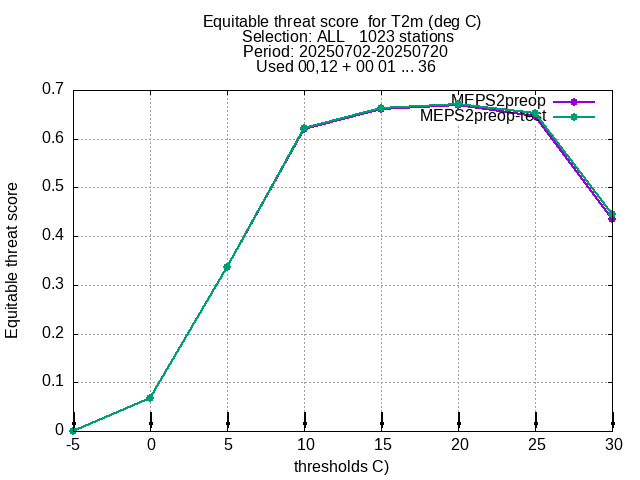 Equitable threat score  for T2m (deg C)
Selection: ALL   1023 stations
Period: 20250702-20250720
Used 00,12 + 00 01 ... 36
MEPS2preop
MEPS2preop-test
Equitable threat score
0.7
0.6
0.5
0.4
0.3
0.2
0.1
0
-5 0 5 10 15 20 25 30
thresholds C)